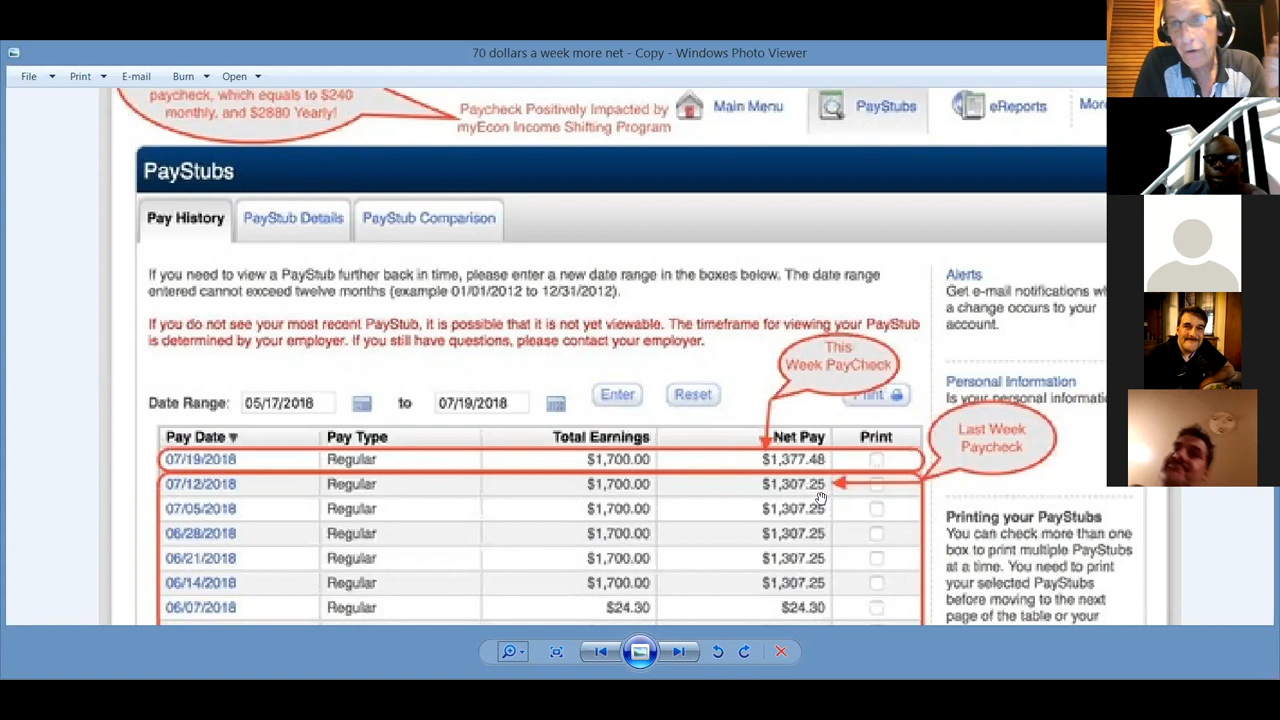 70 dollars a week more net - Copy - Windows Photo Viewer
File Print E-mail Burn Open
paycheck, which equals to $240
monthly, and $2880 Yearly!
Paycheck Positively Impacted by
myEcon Income Shifting Program
Main Menu PayStubs eReports
PayStubs
Pay History PayStub Details PayStub Comparison
If you need to view a PayStub further back in time, please enter a new date range in the boxes below. The date range
entered cannot exceed twelve months (example 01/01/2012 to 12/31/2012).
If you do not see your most recent PayStub, it is possible that it is not yet viewable. The timeframe for viewing your PayStub
is determined by your employer. If you still have questions, please contact your employer.
This
Week PayCheck
Date Range: 05/17/2018 to 07/19/2018 Enter Reset Print
Pay Date Pay Type Total Earnings Net Pay Print
07/19/2018 Regular $1,700.00 $1,377.48
07/12/2018 Regular $1,700.00 $1,307.25
07/05/2018 Regular $1,700.00 $1,307.25
06/28/2018 Regular $1,700.00 $1,307.25
06/21/2018 Regular $1,700.00 $1,307.25
06/14/2018 Regular $1,700.00 $1,307.25
06/07/2018 Regular $24.30 $24.30
Alerts
Get e-mail notifications
a change occurs to your
account.
Personal Information
Is your personal
Last Week
Paycheck
Printing your PayStubs
You can check more than one
box to print multiple PayStubs
at a time. You need to print
your selected PayStubs
before moving to the next
page of the table or your